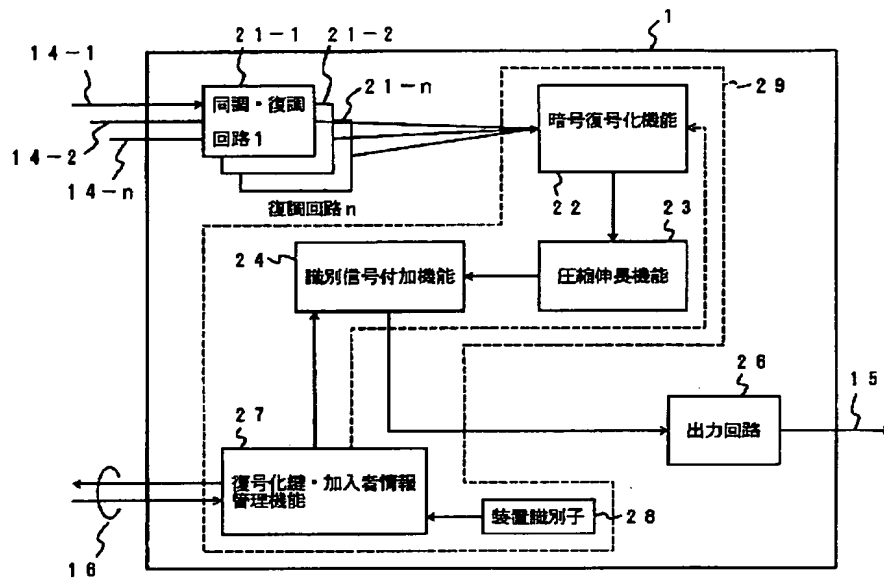 1
21-1
21-2
21-n
14-1
14-2
14-n
同調・復調
回路1
復調回路n
29
暗号復号化機能
22
23
24
識別信号付加機能
圧縮伸長機能
26
15
出力回路
27
復号化鍵・加入者情報
管理機能
装置識別子
28
16